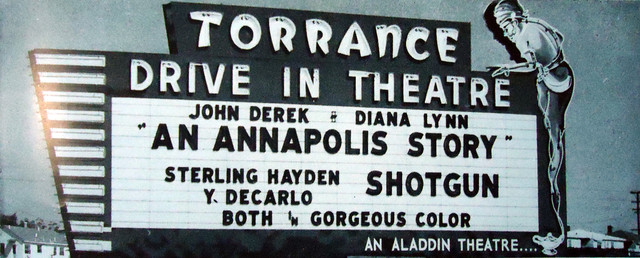 TORRANCE
DRIVE IN THEATRE
JOHN DEREK & DIANA LYNN
"AN ANNAPOLIS STORY"
STERLING HAYDEN SHOTGUN
Y. DECARLO
BOTH IN GORGEOUS COLOR
AN ALADDIN THEATRE....